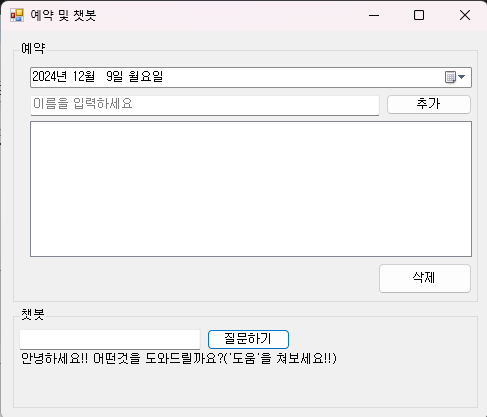 예약 및 챗봇
예약
2024년 12월 9일 월요일
이름을 입력하세요
추가
삭제
챗봇
질문하기
안녕하세요!! 어떤것을 도와드릴까요?('도움'을 쳐보세요!!)